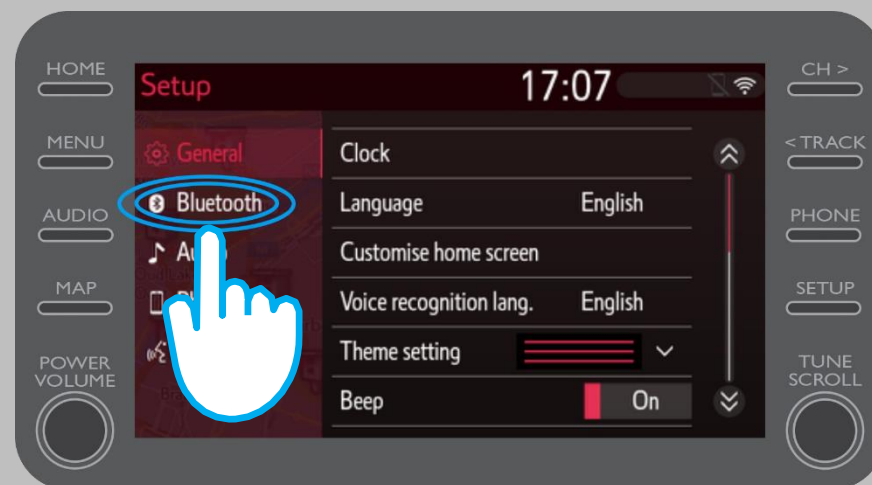 HOME
MENU
AUDIO
MAP
POWER
VOLUME
Setup 17:07
General
Bluetooth
Clock
Language English
Customise home screen
Voice recognition lang. English
Theme setting
Beep On
CH >
< TRACK
PHONE
SETUP
TUNE
SCROLL